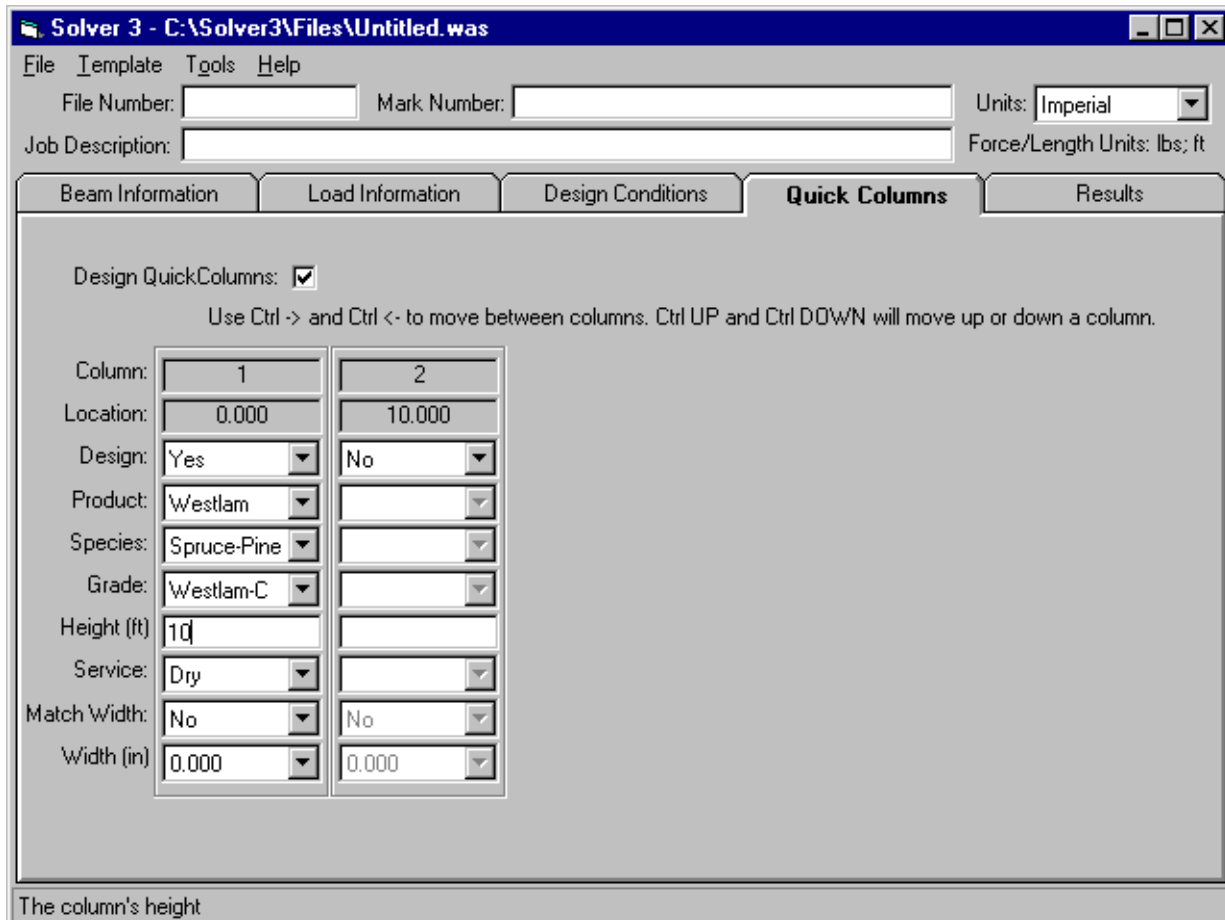 Solver 3 - C:\Solver3\Files\Untitled.was
File Template Tools Help
File Number: Mark Number: Units: Imperial
Job Description: Force/Length Units: lbs; ft
Beam Information Load Information Design Conditions Quick Columns Results
Design QuickColumns:
Use Ctrl -> and Ctrl <- to move between columns. Ctrl UP and Ctrl DOWN will move up or down a column.
Column: 1 2
Location: 0.000 10.000
Design: Yes No
Product: Westlam
Species: Spruce-Pine
Grade: Westlam-C
Height (ft) 10
Service: Dry
Match Width: No No
Width (in) 0.000 0.000
The column's height